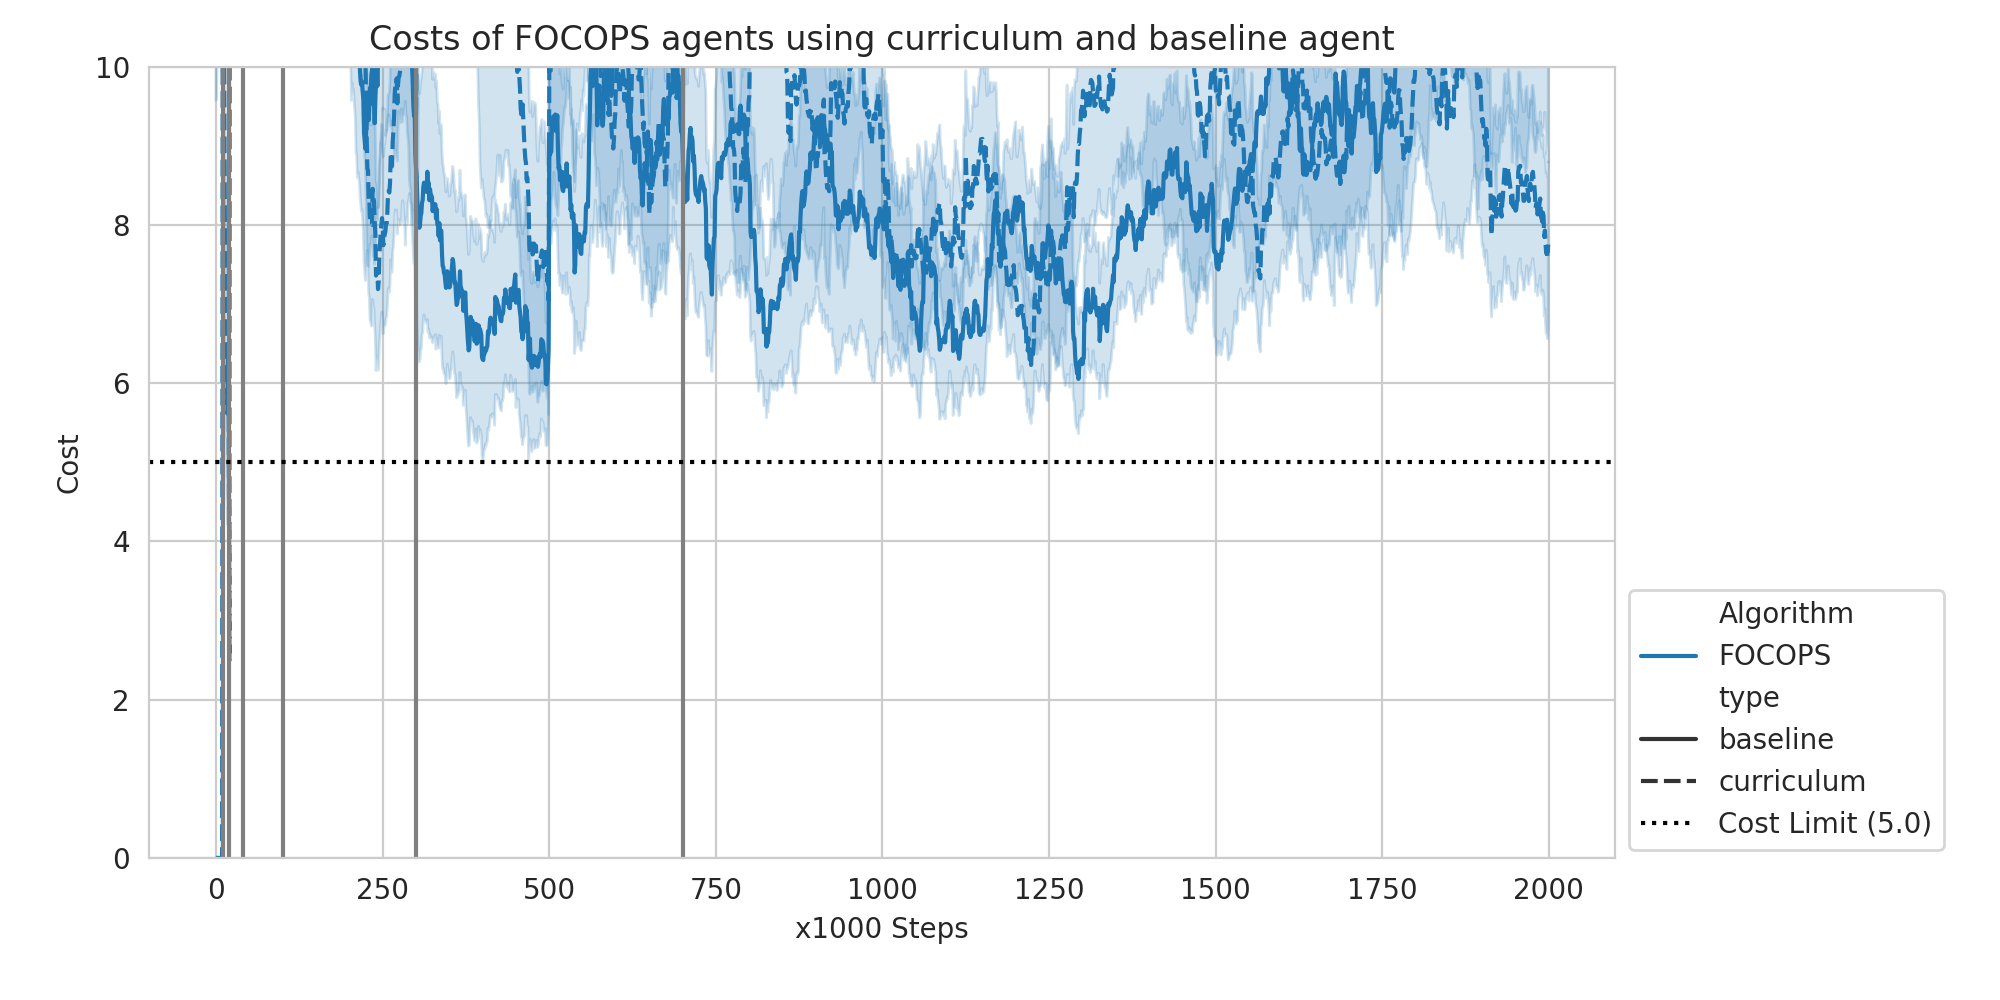 Costs of FOCOPS agents using curriculum and baseline agent
10
8
6
4
2
0
Cost
0 250 500 750 1000 1250 1500 1750 2000
x1000 Steps
Algorithm
FOCOPS
type
baseline
curriculum
Cost Limit (5.0)